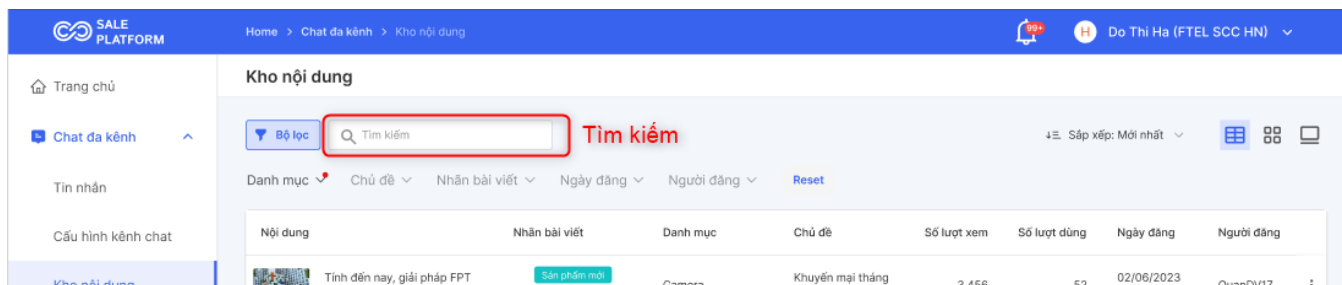 SALE
PLATFORM
Home > Chat đa kênh > Kho nội dung
99+
H
Do Thi Ha (FTEL SCC HN)
Trang chủ
Kho nội dung
Chat đa kênh
Bộ lọc
Tìm kiếm
Tìm kiếm
Sắp xếp: Mới nhất
Tin nhắn
Danh mục Chủ đề Nhãn bài viết Ngày đăng Người đăng Reset
Cấu hình kênh chat
Nội dung Nhãn bài viết Danh mục Chủ đề Số lượt xem Số lượt dùng Ngày đăng Người đăng
Kho nội dung
Tính đến nay, giải pháp FPT
Sản phẩm mới
Camera
Khuyến mại tháng
3,456
52
02/06/2023
QuanDV17